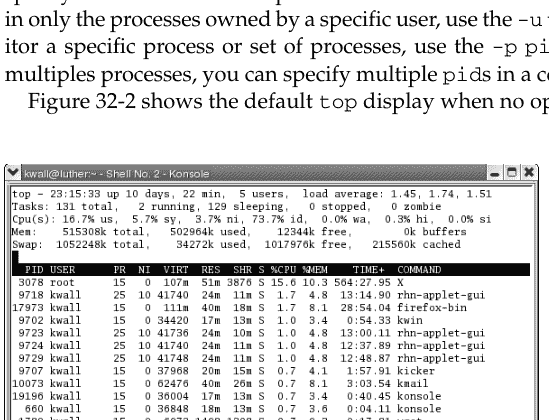 in only the processes owned by a specific user, use the -u
itor a specific process or set of processes, use the -p pi
multiples processes, you can specify multiple pids in a c
Figure 32-2 shows the default top display when no op
kwall@luther:~ - Shell No. 2 - Konsole
top - 23:15:33 up 10 days, 22 min, 5 users, load average: 1.45, 1.74, 1.51
Tasks: 131 total, 2 running, 129 sleeping, 0 stopped, 0 zombie
Cpu(s): 16.7% us, 5.7% sy, 3.7% ni, 73.7% id, 0.0% wa, 0.3% hi, 0.0% si
Mem: 515308k total, 502964k used, 12344k free, 0k buffers
Swap: 1052248k total, 34272k used, 1017976k free, 215560k cached
PID USER PR NI VIRT RES SHR S %CPU %MEM TIME+ COMMAND
3078 root 15 0 107m 51m 3876 S 15.6 10.3 564:27.95 X
9718 kwall 25 10 41740 24m 11m S 1.7 4.8 13:14.90 rhn-applet-gui
17973 kwall 15 0 111m 40m 18m S 1.7 8.1 28:54.04 firefox-bin
9702 kwall 15 0 34420 17m 13m S 1.0 3.4 0:54.33 kwin
9723 kwall 25 10 41736 24m 10m S 1.0 4.8 13:00.11 rhn-applet-gui
9724 kwall 25 10 41740 24m 11m S 1.0 4.8 12:37.89 rhn-applet-gui
9729 kwall 25 10 41748 24m 11m S 1.0 4.8 12:48.87 rhn-applet-gui
9707 kwall 15 0 37968 20m 15m S 0.7 4.1 1:57.91 kicker
10073 kwall 15 0 62476 40m 26m S 0.7 8.1 3:03.54 kmail
19196 kwall 15 0 36004 17m 13m S 0.7 3.4 0:40.45 konsole
660 kwall 15 0 36848 18m 13m S 0.7 3.6 0:04.11 konsole